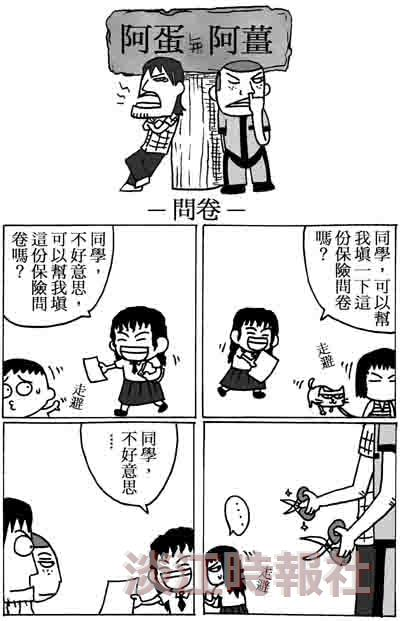 阿蛋與阿薑
－問卷－
同學，可以幫
我填一下這
份保險問卷
嗎？
走避
同學，
不好意思，
可以幫我填
這份保險問
卷嗎？
走避
…
走避
同學，
不好意思
……
淡江時報社